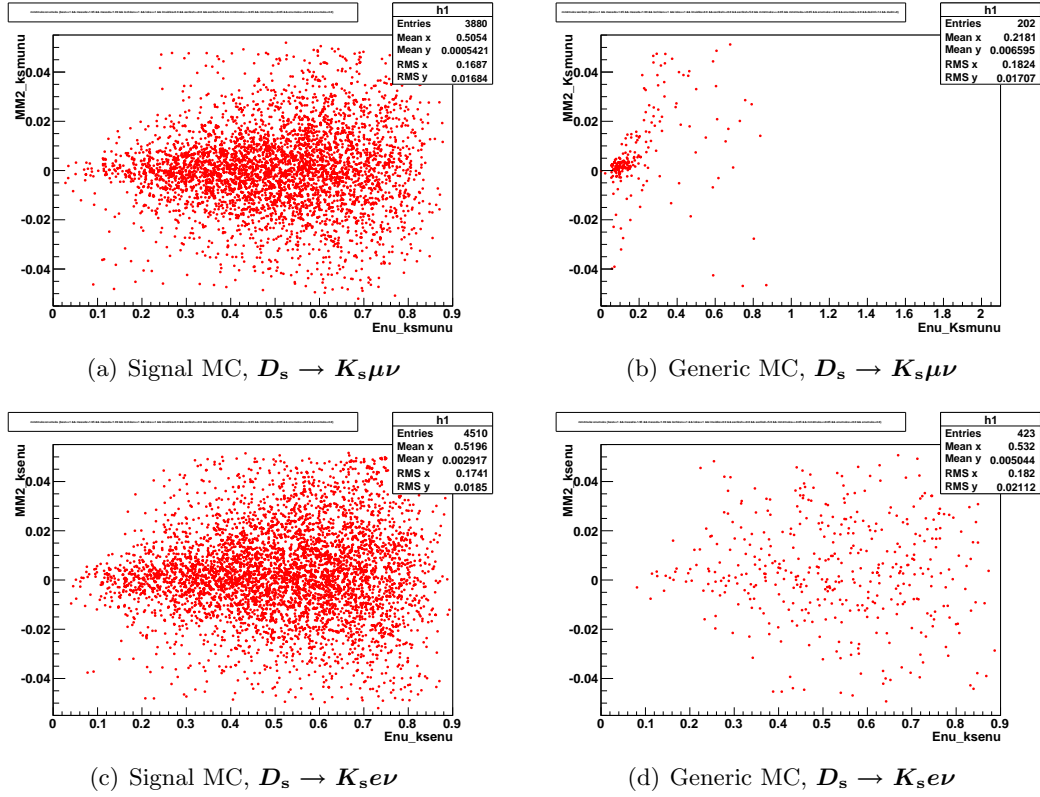 h1
Entries 3880
Mean x 0.5054
Mean y 0.0005421
RMS x 0.1687
RMS y 0.01684
MM2_ksmunu
0.04
0.02
0
-0.02
-0.04
0 0.1 0.2 0.3 0.4 0.5 0.6 0.7 0.8 0.9
Enu_ksmunu
(a) Signal MC, Dₛ → Kₛμν
h1
Entries 202
Mean x 0.2181
Mean y 0.006595
RMS x 0.1824
RMS y 0.01707
MM2_Ksmunu
0.04
0.02
0
-0.02
-0.04
0 0.2 0.4 0.6 0.8 1 1.2 1.4 1.6 1.8 2
Enu_Ksmunu
(b) Generic MC, Dₛ → Kₛμν
h1
Entries 4510
Mean x 0.5196
Mean y 0.002917
RMS x 0.1741
RMS y 0.0185
MM2_ksenu
0.04
0.02
0
-0.02
-0.04
0 0.1 0.2 0.3 0.4 0.5 0.6 0.7 0.8 0.9
Enu_ksenu
(c) Signal MC, Dₛ → Kₛeν
h1
Entries 423
Mean x 0.532
Mean y 0.005044
RMS x 0.182
RMS y 0.02112
MM2_ksenu
0.04
0.02
0
-0.02
-0.04
0 0.1 0.2 0.3 0.4 0.5 0.6 0.7 0.8 0.9
Enu_ksenu
(d) Generic MC, Dₛ → Kₛeν